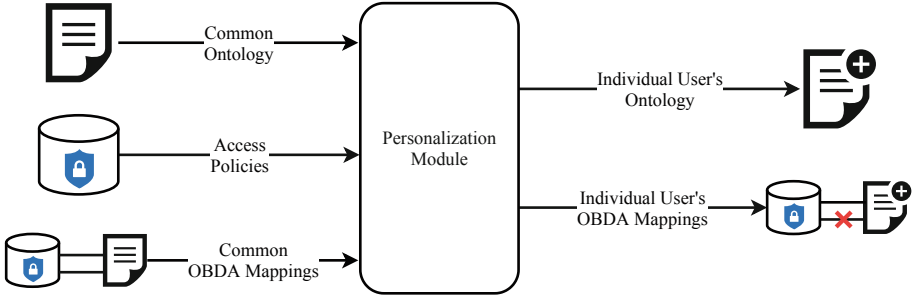 Common
Ontology
Access
Policies
Common
OBDA Mappings
Personalization
Module
Individual User's
Ontology
Individual User's
OBDA Mappings